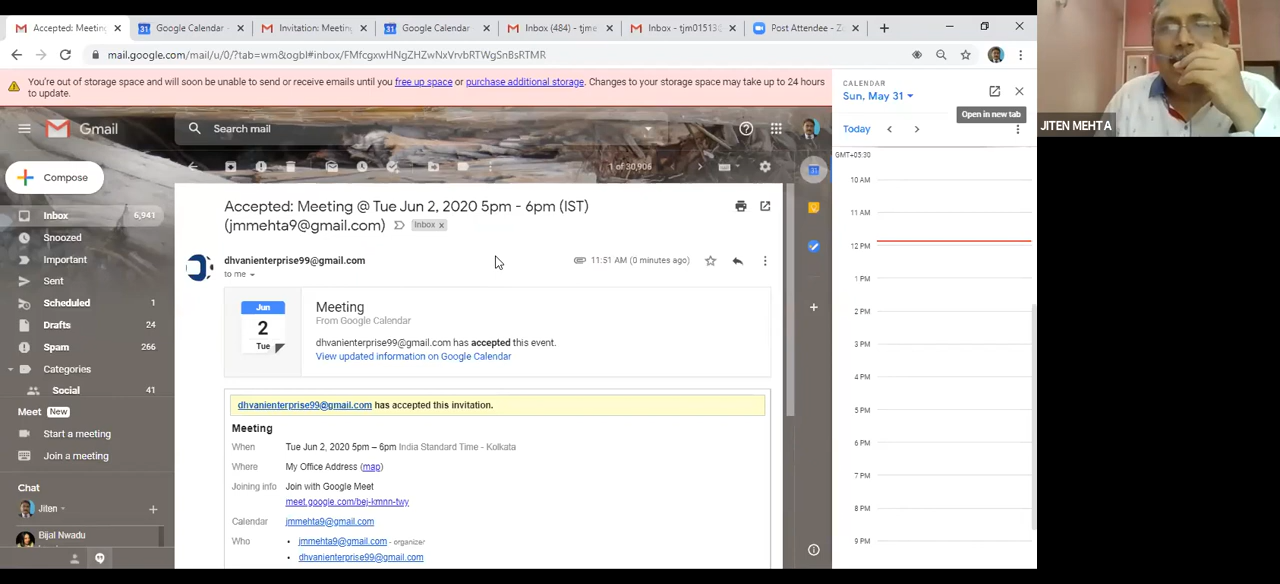 Accepted: Meeting
Google Calendar -
Invitation: Meeting
Google Calendar
Inbox (484) - tjme
Inbox - tjm01513
Post Attendee - Z
mail.google.com/mail/u/0/?tab=wm&ogbl#inbox/FMfcgxwHNgZHZwNxVrvbRTWgSnBsRTMR
You're out of storage space and will soon be unable to send or receive emails until you free up space or purchase additional storage. Changes to your storage space may take up to 24 hours
to update.
Gmail
Search mail
Compose
1 of 30,906
Inbox 6,941
Snoozed
Important
Sent
Scheduled 1
Drafts 24
Spam 266
Categories
Social 41
Meet New
Start a meeting
Join a meeting
Chat
Jiten
Bijal Nwadu
Accepted: Meeting @ Tue Jun 2, 2020 5pm - 6pm (IST)
(jmmehta9@gmail.com) Inbox x
dhvanienterprise99@gmail.com 11:51 AM (0 minutes ago)
to me
Jun
2
Tue
Meeting
From Google Calendar
dhvanienterprise99@gmail.com has accepted this event.
View updated information on Google Calendar
dhvanienterprise99@gmail.com has accepted this invitation.
Meeting
When Tue Jun 2, 2020 5pm – 6pm India Standard Time - Kolkata
Where My Office Address (map)
Joining info Join with Google Meet
meet.google.com/bej-kmnn-twy
Calendar jmmehta9@gmail.com
Who • jmmehta9@gmail.com - organizer
• dhvanienterprise99@gmail.com
CALENDAR
Sun, May 31
Open in new tab
Today
GMT+05:30
10 AM
11 AM
12 PM
1 PM
2 PM
3 PM
4 PM
5 PM
6 PM
7 PM
8 PM
9 PM
JITEN MEHTA